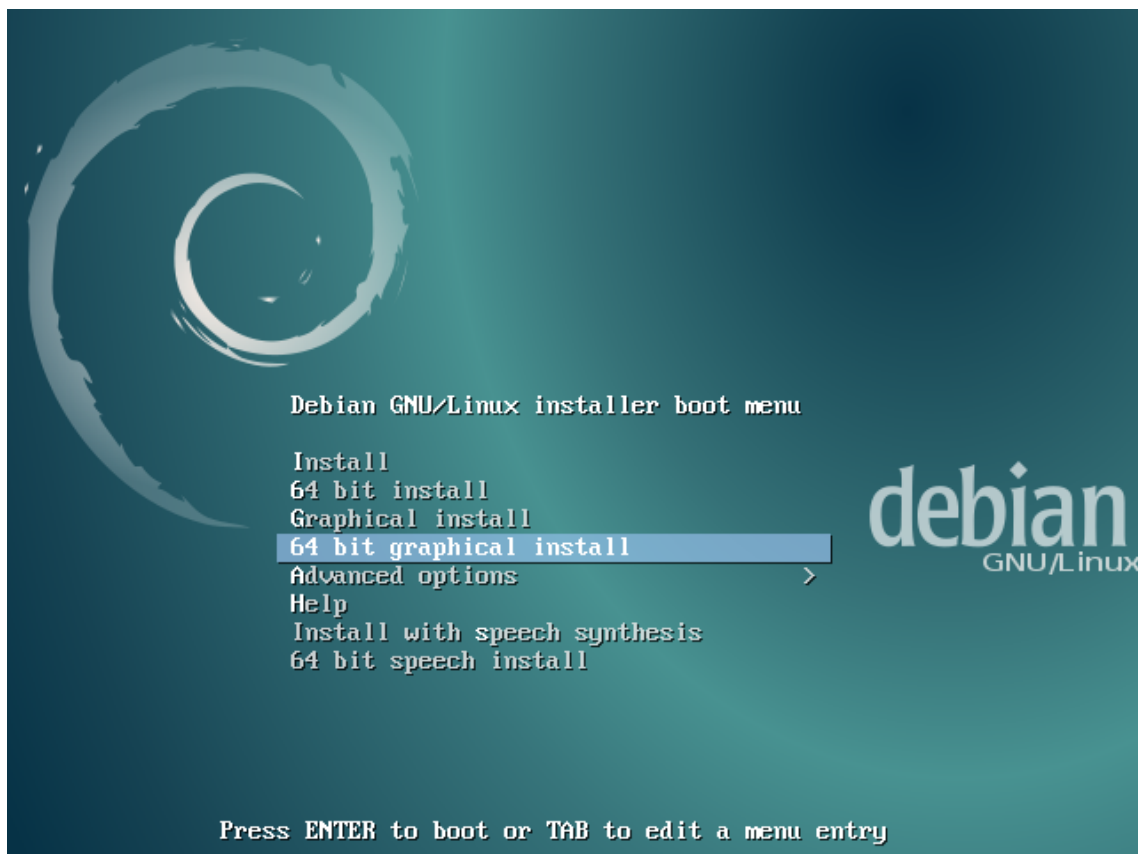 Debian GNU/Linux installer boot menu
Install
64 bit install
Graphical install
64 bit graphical install
Advanced options >
Help
Install with speech synthesis
64 bit speech install
debian
GNU/Linux
Press ENTER to boot or TAB to edit a menu entry